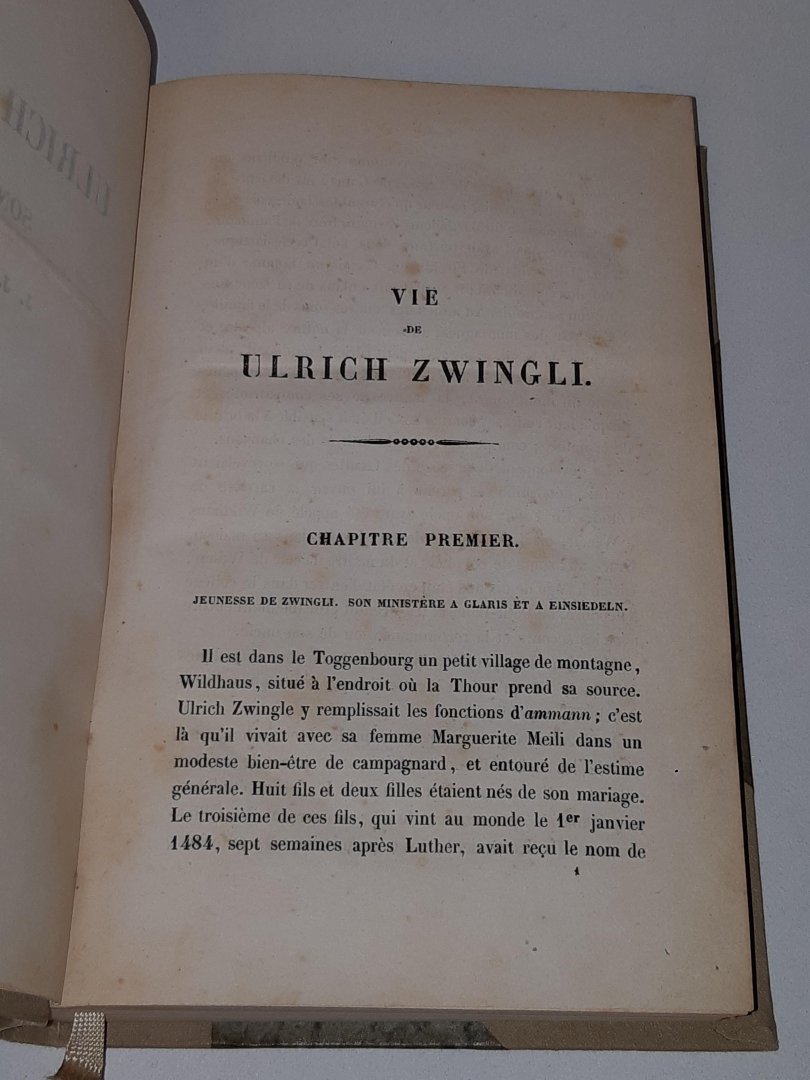 VIE
DE
ULRICH ZWINGLI.
CHAPITRE PREMIER.
JEUNESSE DE ZWINGLI. SON MINISTÈRE A GLARIS ÈT A EINSIEDELN.
Il est dans le Toggenbourg un petit village de montagne,
Wildhaus, situé à l'endroit où la Thour prend sa source.
Ulrich Zwingle y remplissait les fonctions d'ammann; c'est
là qu'il vivait avec sa femme Marguerite Meili dans un
modeste bien-être de campagnard, et entouré de l'estime
générale. Huit fils et deux filles étaient nés de son mariage.
Le troisième de ces fils, qui vint au monde le 1er janvier
1484, sept semaines après Luther, avait reçu le nom de
1